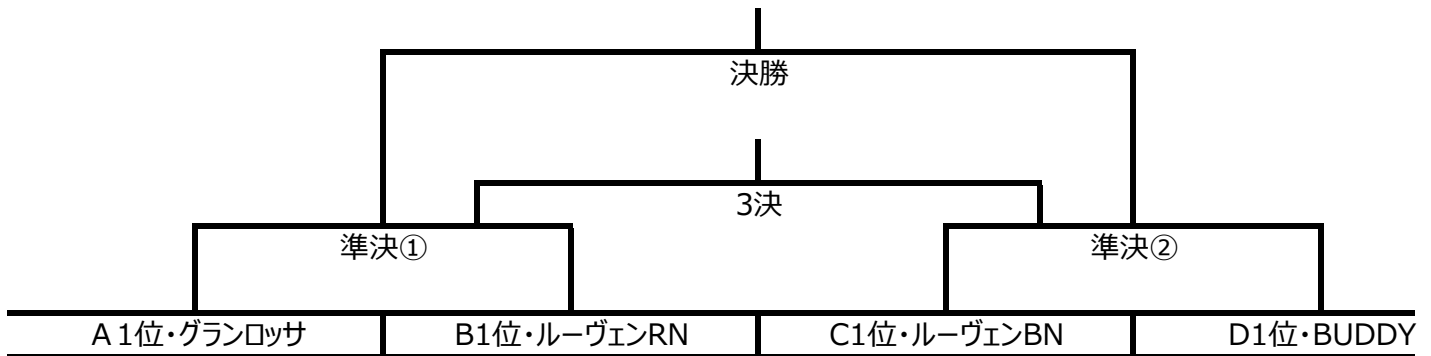 決勝
3決
準決①
準決②
A1位・グランロッサ
B1位・ルーヴェンRN
C1位・ルーヴェンBN
D1位・BUDDY